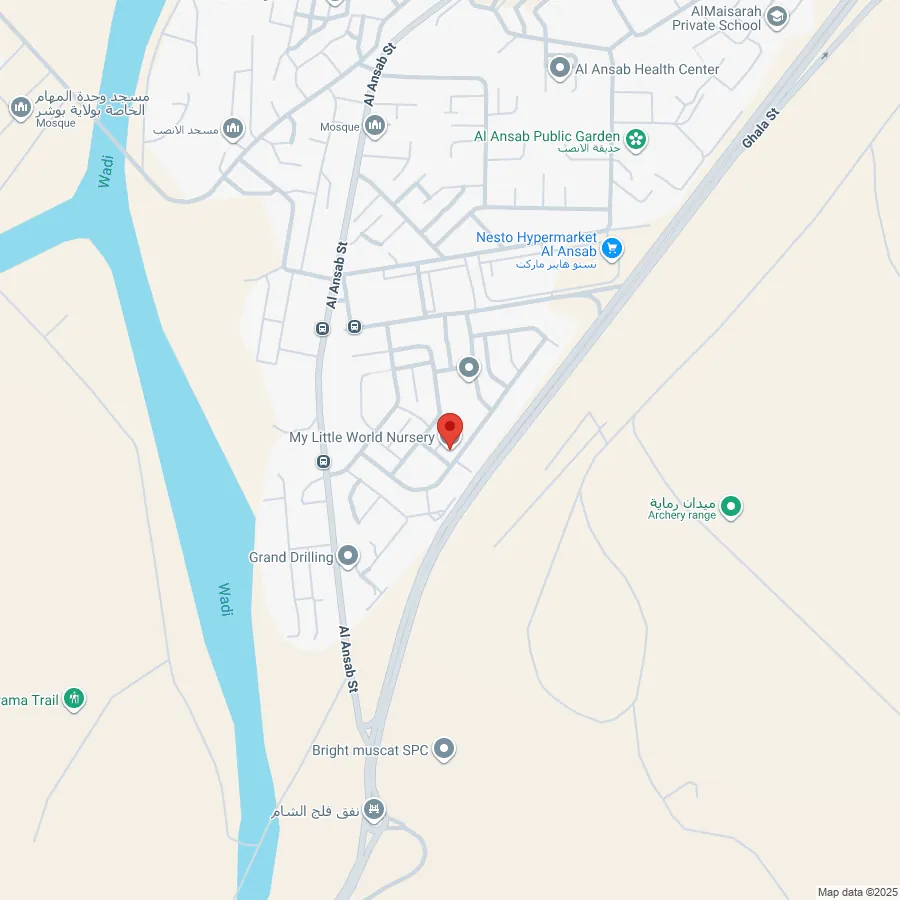 AlMaisarah
Private School
Al Ansab St
Al Ansab Health Center
مسجد وحدة المهام
الخاصة بولاية بوشر
Mosque
مسجد الانصب
Mosque
Al Ansab Public Garden
حديقة الانصب
Ghala St
Wadi
Nesto Hypermarket
Al Ansab
نستو هايبر ماركت
Al Ansab St
My Little World Nursery
ميدان رماية
Archery range
Grand Drilling
Wadi
Al Ansab St
ama Trail
Bright muscat SPC
نفق فلج الشام
Map data ©2025